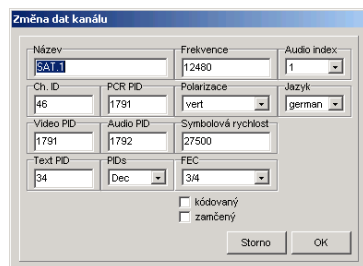 Změna dat kanálu
Název Frekvence Audio index
SAT.1 12480 1
Ch. ID PCR PID Polarizace Jazyk
46 1791 vert german
Video PID Audio PID Symbolová rychlost
1791 1792 27500
Text PID PIDs FEC
34 Dec 3/4
kódovaný
zamčený
Storno OK